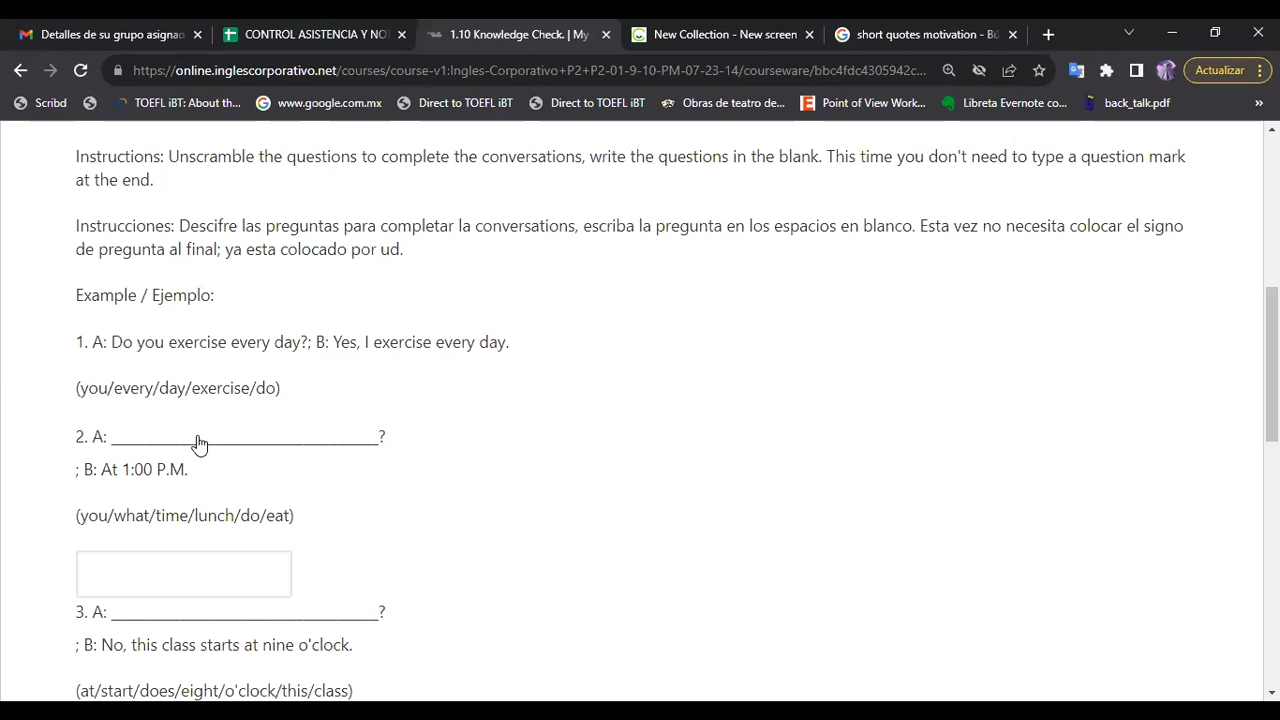 Detalles de su grupo asignao
CONTROL ASISTENCIA Y NOT
1.10 Knowledge Check. | My
New Collection - New screen
short quotes motivation - Bú
https://online.inglescorporativo.net/courses/course-v1:Ingles-Corporativo+P2+P2-01-9-10-PM-07-23-14/courseware/bbc4fdc4305942c...
Actualizar
Scribd
TOEFL iBT: About th...
www.google.com.mx
Direct to TOEFL iBT
Direct to TOEFL iBT
Obras de teatro de...
Point of View Work...
Libreta Evernote co...
back_talk.pdf
»
Instructions: Unscramble the questions to complete the conversations, write the questions in the blank. This time you don't need to type a question mark
at the end.
Instrucciones: Descifre las preguntas para completar la conversations, escriba la pregunta en los espacios en blanco. Esta vez no necesita colocar el signo
de pregunta al final; ya esta colocado por ud.
Example / Ejemplo:
1. A: Do you exercise every day?; B: Yes, I exercise every day.
(you/every/day/exercise/do)
2. A: ______________________________?
; B: At 1:00 P.M.
(you/what/time/lunch/do/eat)
3. A: ______________________________?
; B: No, this class starts at nine o'clock.
(at/start/does/eight/o'clock/this/class)